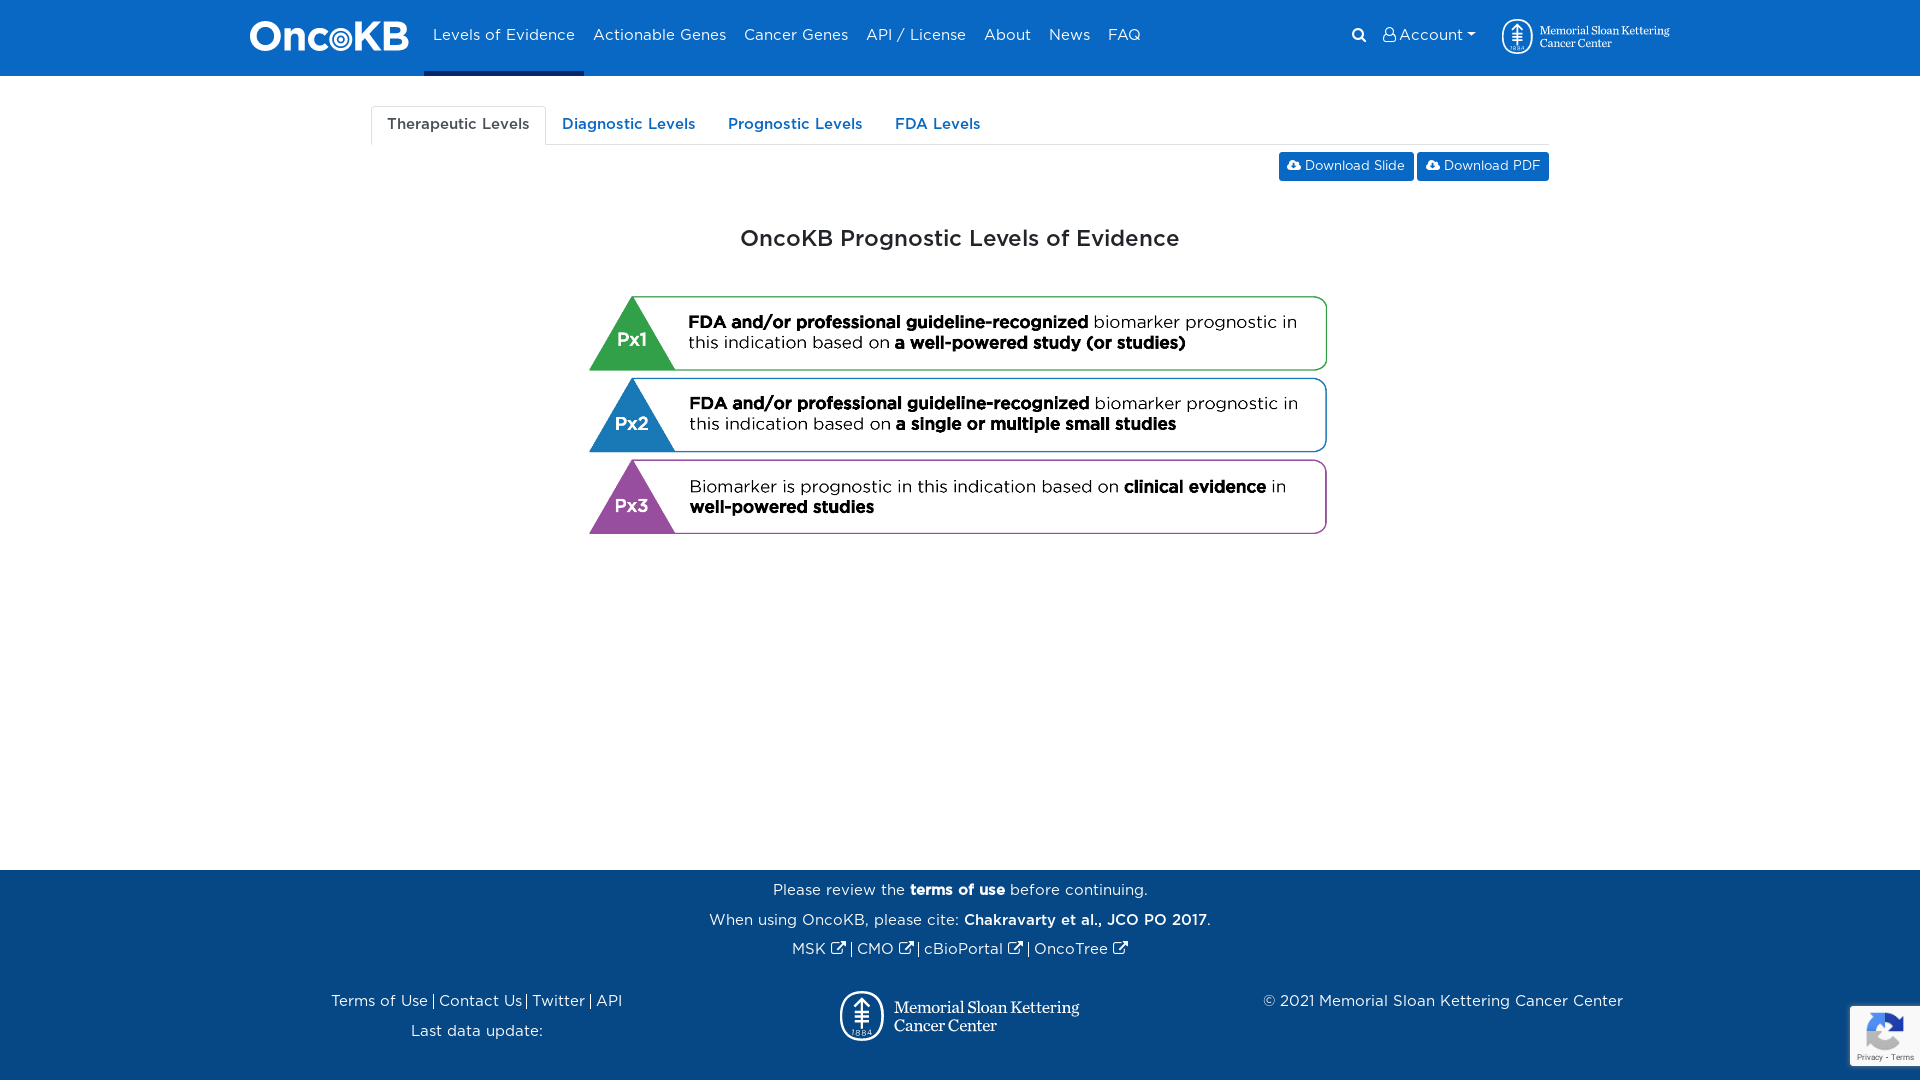 OncoKB Levels of Evidence Actionable Genes Cancer Genes API / License About News FAQ Account Memorial Sloan Kettering Cancer Center 1884
Therapeutic Levels Diagnostic Levels Prognostic Levels FDA Levels
Download Slide Download PDF
OncoKB Prognostic Levels of Evidence
Px1
FDA and/or professional guideline-recognized biomarker prognostic in
this indication based on a well-powered study (or studies)
Px2
FDA and/or professional guideline-recognized biomarker prognostic in
this indication based on a single or multiple small studies
Px3
Biomarker is prognostic in this indication based on clinical evidence in
well-powered studies
Please review the terms of use before continuing.
When using OncoKB, please cite: Chakravarty et al., JCO PO 2017.
MSK | CMO | cBioPortal | OncoTree
Terms of Use | Contact Us | Twitter | API
Last data update:
Memorial Sloan Kettering
Cancer Center
1884
© 2021 Memorial Sloan Kettering Cancer Center
Privacy - Terms